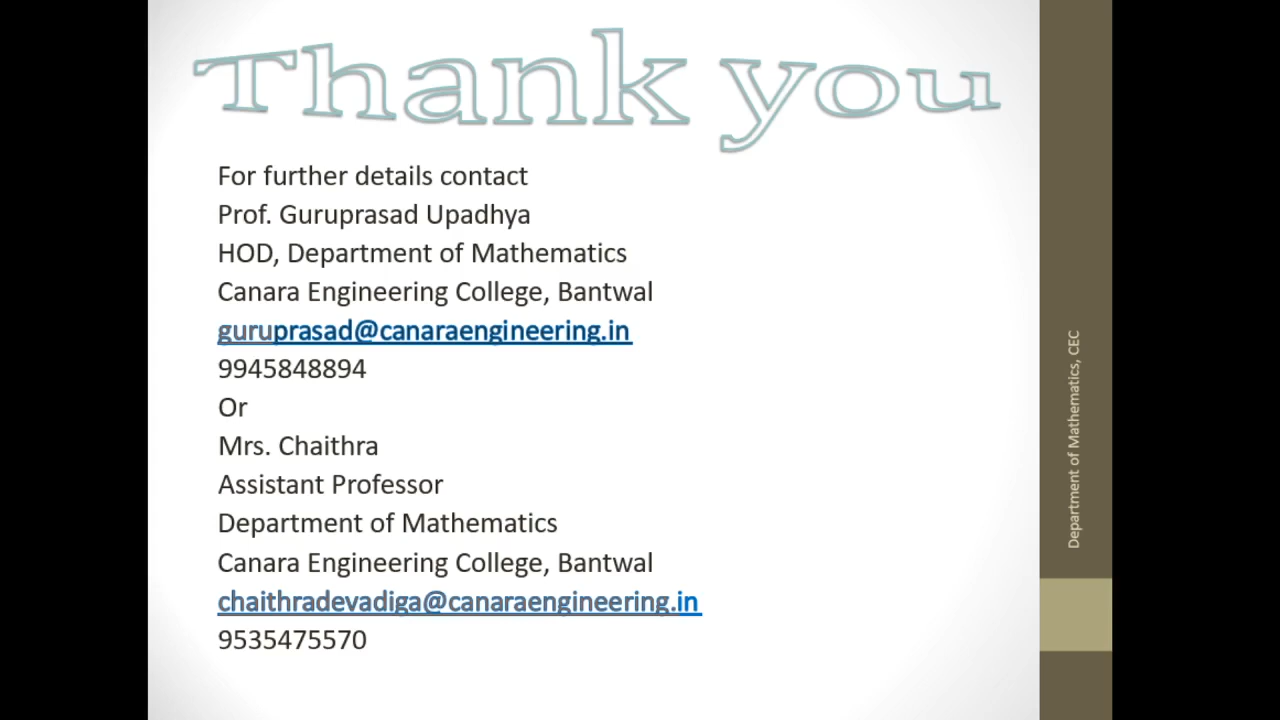 Thank you
For further details contact
Prof. Guruprasad Upadhya
HOD, Department of Mathematics
Canara Engineering College, Bantwal
guruprasad@canaraengineering.in
9945848894
Or
Mrs. Chaithra
Assistant Professor
Department of Mathematics
Canara Engineering College, Bantwal
chaithradevadiga@canaraengineering.in
9535475570
Department of Mathematics, CEC